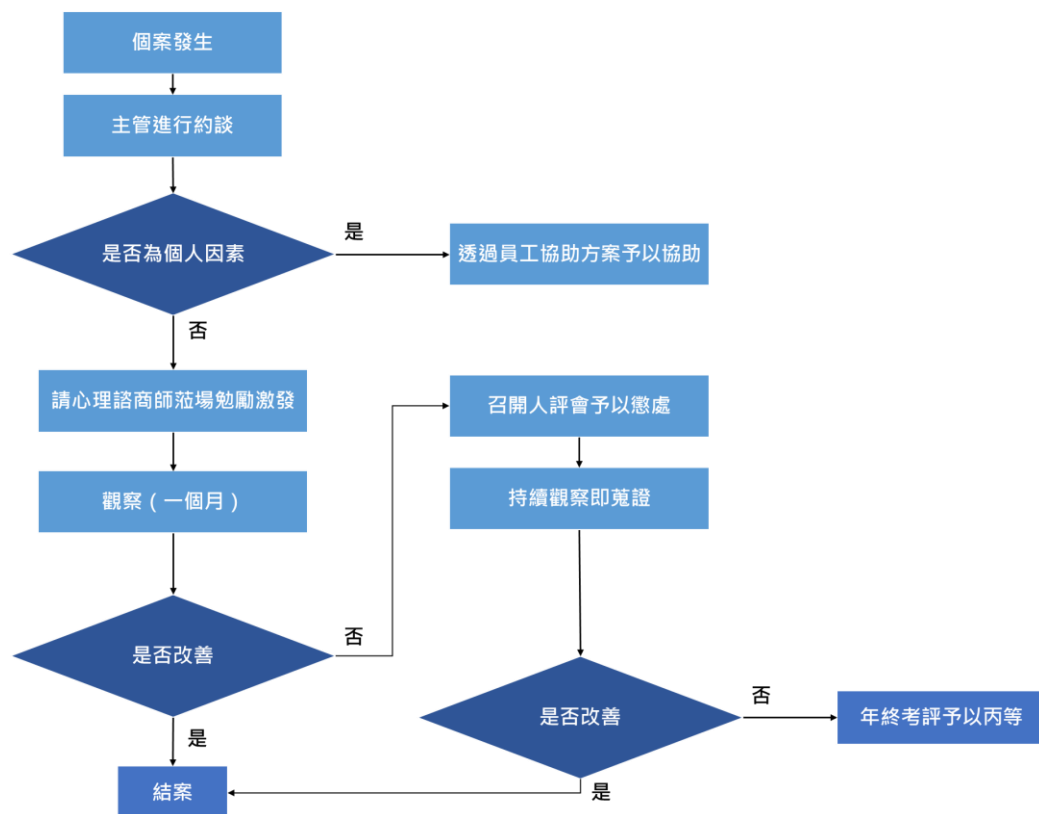 個案發生
主管進行約談
是否為個人因素
是
透過員工協助方案予以協助
否
請心理諮商師蒞場勉勵激發
觀察（一個月）
是否改善
否
是
召開人評會予以懲處
持續觀察即蒐證
是否改善
否
年終考評予以丙等
是
結案